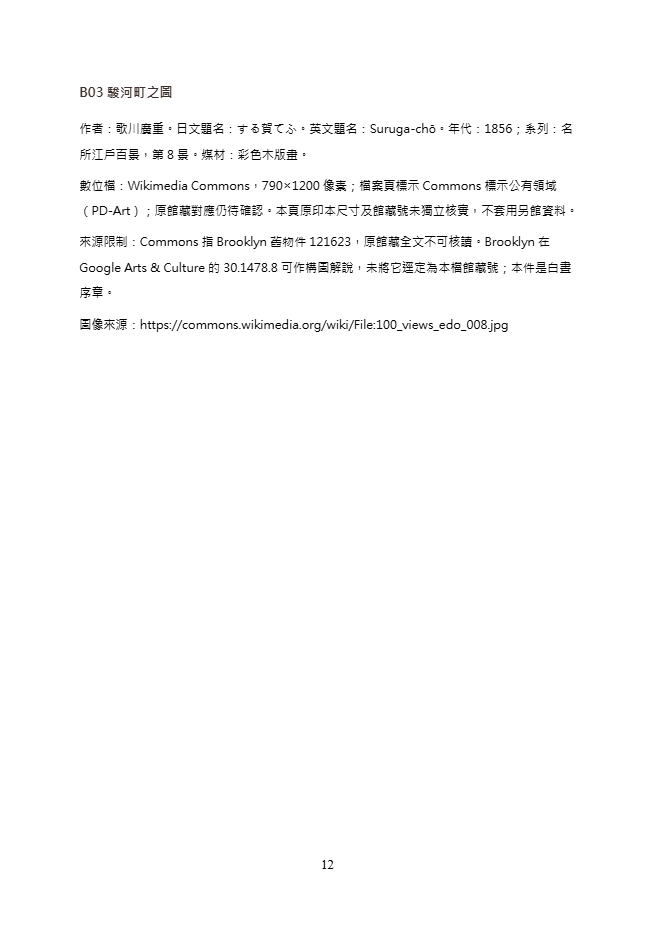 B03 駿河町之圖
作者：歌川廣重。日文題名：する賀てふ。英文題名：Suruga-chō。年代：1856；系列：名
所江戶百景，第 8 景。媒材：彩色木版畫。
數位檔：Wikimedia Commons，790×1200 像素；檔案頁標示 Commons 標示公有領域
（PD-Art）；原館藏對應仍待確認。本頁原印本尺寸及館藏號未獨立核實，不套用另館資料。
來源限制：Commons 指 Brooklyn 舊物件 121623，原館藏全文不可核讀。Brooklyn 在
Google Arts & Culture 的 30.1478.8 可作構圖解說，未將它逕定為本檔館藏號；本件是白晝
序章。
圖像來源：https://commons.wikimedia.org/wiki/File:100_views_edo_008.jpg
12